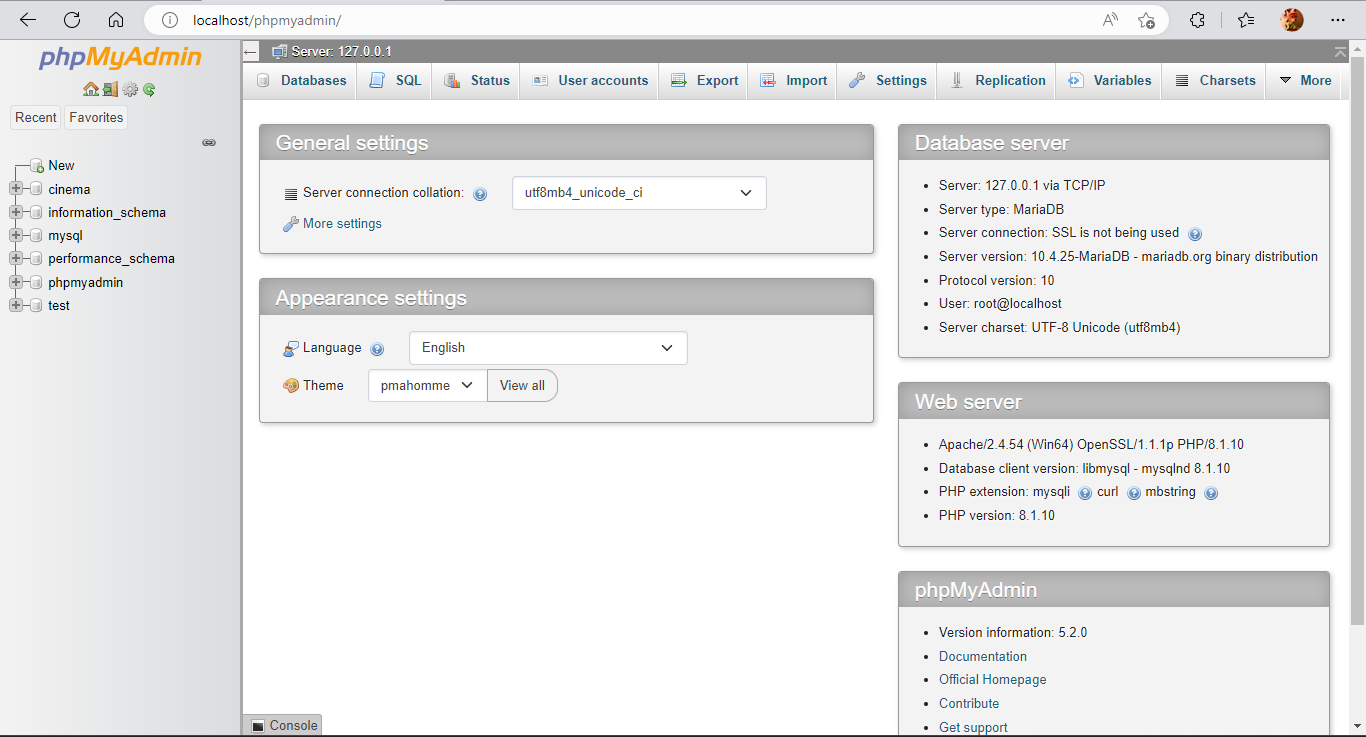 localhost/phpmyadmin/
phpMyAdmin
Recent Favorites
New
cinema
information_schema
mysql
performance_schema
phpmyadmin
test
Server: 127.0.0.1
Databases SQL Status User accounts Export Import Settings Replication Variables Charsets More
General settings
Server connection collation: utf8mb4_unicode_ci
More settings
Appearance settings
Language English
Theme pmahomme View all
Database server
Server: 127.0.0.1 via TCP/IP
Server type: MariaDB
Server connection: SSL is not being used
Server version: 10.4.25-MariaDB - mariadb.org binary distribution
Protocol version: 10
User: root@localhost
Server charset: UTF-8 Unicode (utf8mb4)
Web server
Apache/2.4.54 (Win64) OpenSSL/1.1.1p PHP/8.1.10
Database client version: libmysql - mysqlnd 8.1.10
PHP extension: mysqli curl mbstring
PHP version: 8.1.10
phpMyAdmin
Version information: 5.2.0
Documentation
Official Homepage
Contribute
Get support
Console